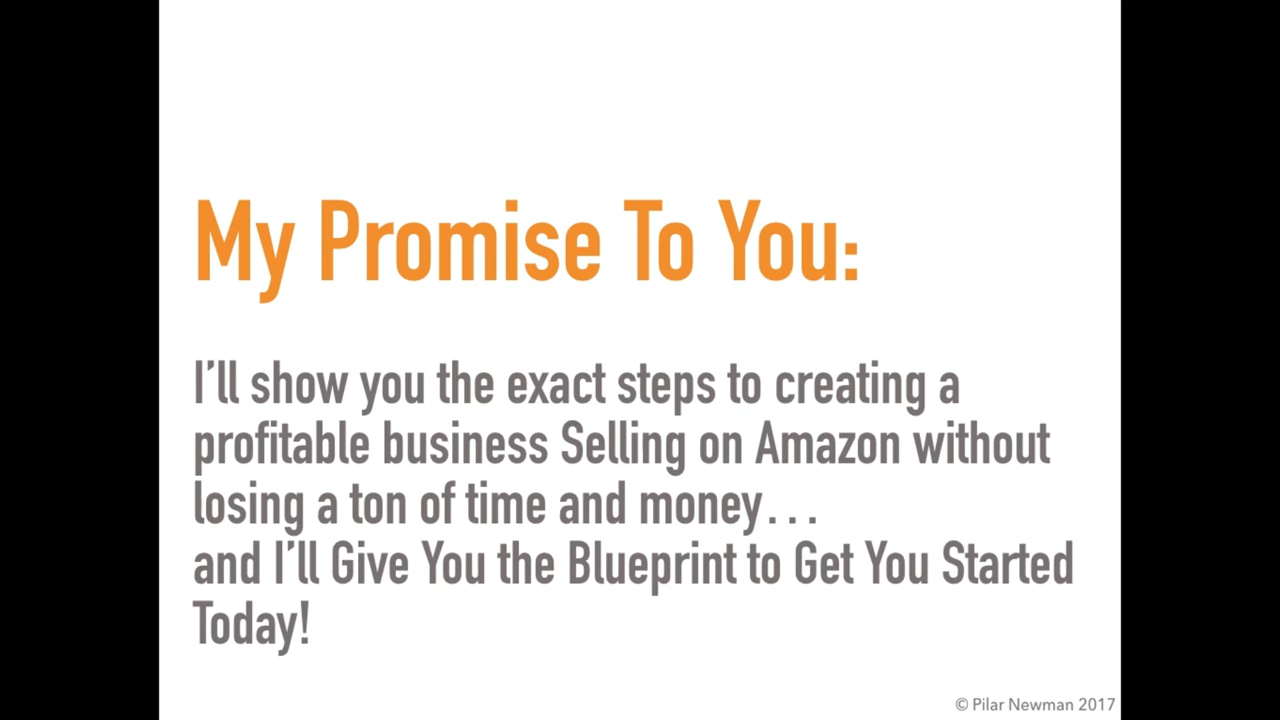 My Promise To You:
I’ll show you the exact steps to creating a
profitable business Selling on Amazon without
losing a ton of time and money...
and I’ll Give You the Blueprint to Get You Started
Today!
© Pilar Newman 2017